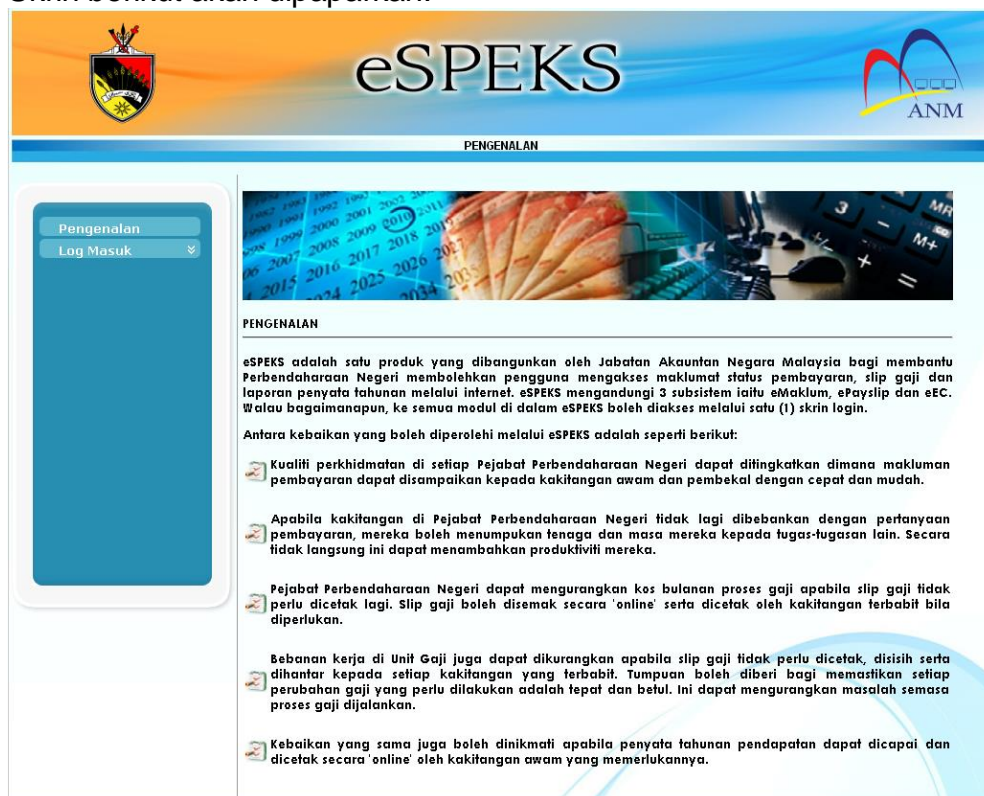 Skrin berikut akan dipaparkan.
eSPEKS
ANM
PENGENALAN
Pengenalan
Log Masuk
PENGENALAN
eSPEKS adalah satu produk yang dibangunkan oleh Jabatan Akauntan Negara Malaysia bagi membantu
Perbendaharaan Negeri membolehkan pengguna mengakses maklumat status pembayaran, slip gaji dan
laporan penyata tahunan melalui internet. eSPEKS mengandungi 3 subsistem iaitu eMaklum, ePayslip dan eEC.
Walau bagaimanapun, ke semua modul di dalam eSPEKS boleh diakses melalui satu (1) skrin login.
Antara kebaikan yang boleh diperolehi melalui eSPEKS adalah seperti berikut:
Kualiti perkhidmatan di setiap Pejabat Perbendaharaan Negeri dapat ditingkatkan dimana makluman
pembayaran dapat disampaikan kepada kakitangan awam dan pembekal dengan cepat dan mudah.
Apabila kakitangan di Pejabat Perbendaharaan Negeri tidak lagi dibebankan dengan pertanyaan
pembayaran, mereka boleh menumpukan tenaga dan masa mereka kepada tugas-tugasan lain. Secara
tidak langsung ini dapat menambahkan produktiviti mereka.
Pejabat Perbendaharaan Negeri dapat mengurangkan kos bulanan proses gaji apabila slip gaji tidak
perlu dicetak lagi. Slip gaji boleh disemak secara 'online' serta dicetak oleh kakitangan terbabit bila
diperlukan.
Bebanan kerja di Unit Gaji juga dapat dikurangkan apabila slip gaji tidak perlu dicetak, disisih serta
dihantar kepada setiap kakitangan yang terbabit. Tumpuan boleh diberi bagi memastikan setiap
perubahan gaji yang perlu dilakukan adalah tepat dan betul. Ini dapat mengurangkan masalah semasa
proses gaji dijalankan.
Kebaikan yang sama juga boleh dinikmati apabila penyata tahunan pendapatan dapat dicapai dan
dicetak secara 'online' oleh kakitangan awam yang memerlukannya.